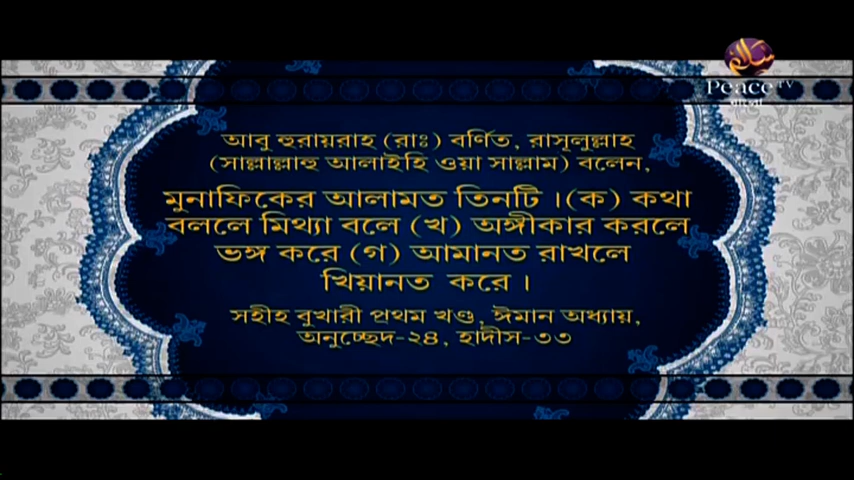 سلام
Peace TV
বাংলা
আবু হুরায়রাহ (রাঃ) বর্ণিত, রাসূলুল্লাহ
(সাল্লাল্লাহু আলাইহি ওয়া সাল্লাম) বলেন,
মুনাফিকের আলামত তিনটি । (ক) কথা
বললে মিথ্যা বলে (খ) অঙ্গীকার করলে
ভঙ্গ করে (গ) আমানত রাখলে
খিয়ানত করে ।
সহীহ বুখারী প্রথম খণ্ড, ঈমান অধ্যায়,
অনুচ্ছেদ-২৪, হাদীস-৩৩